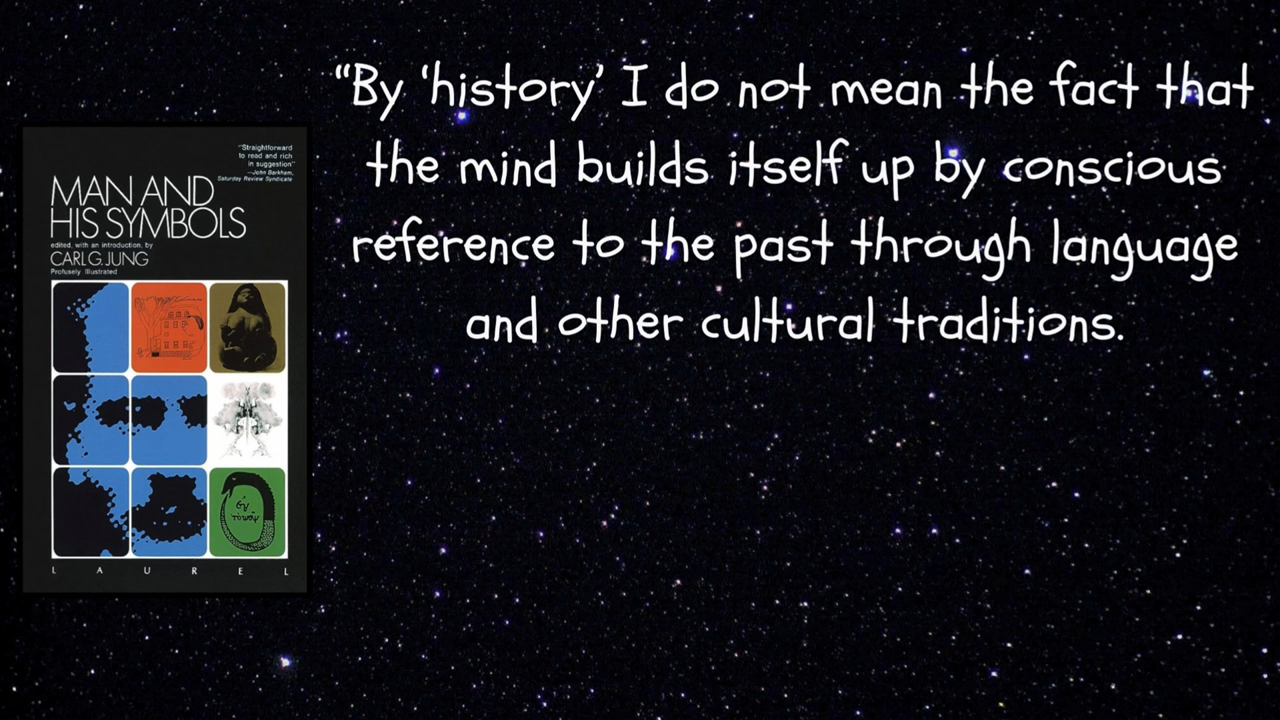 "Straightforward
to read and rich
in suggestion"
—John Barkham,
Saturday Review Syndicate
MAN AND
HIS SYMBOLS
edited, with an introduction, by
CARL G. JUNG
Profusely Illustrated
LAUREL
“By ‘history’ I do not mean the fact that
the mind builds itself up by conscious
reference to the past through language
and other cultural traditions.